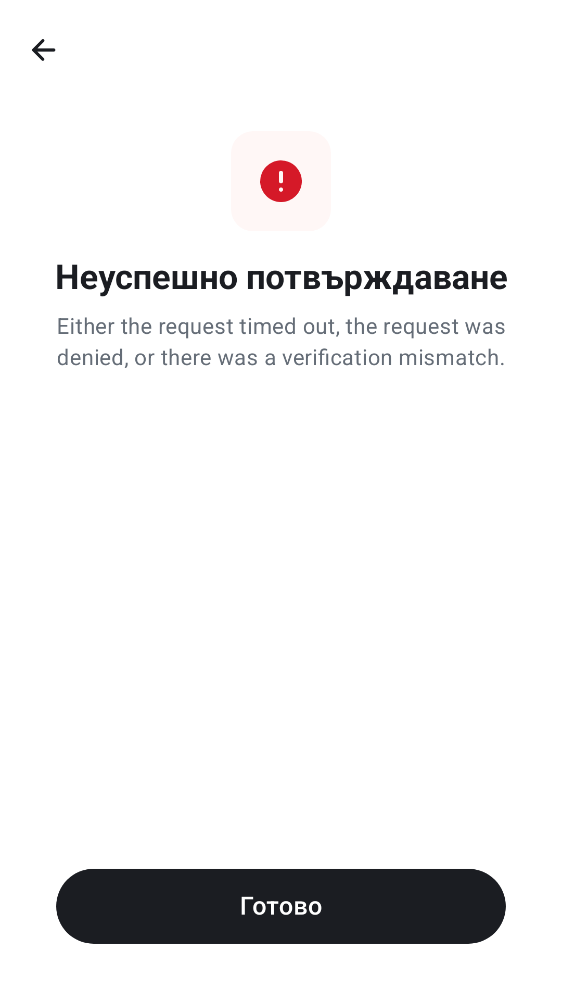 Неуспешно потвърждаване
Either the request timed out, the request was
denied, or there was a verification mismatch.
Готово